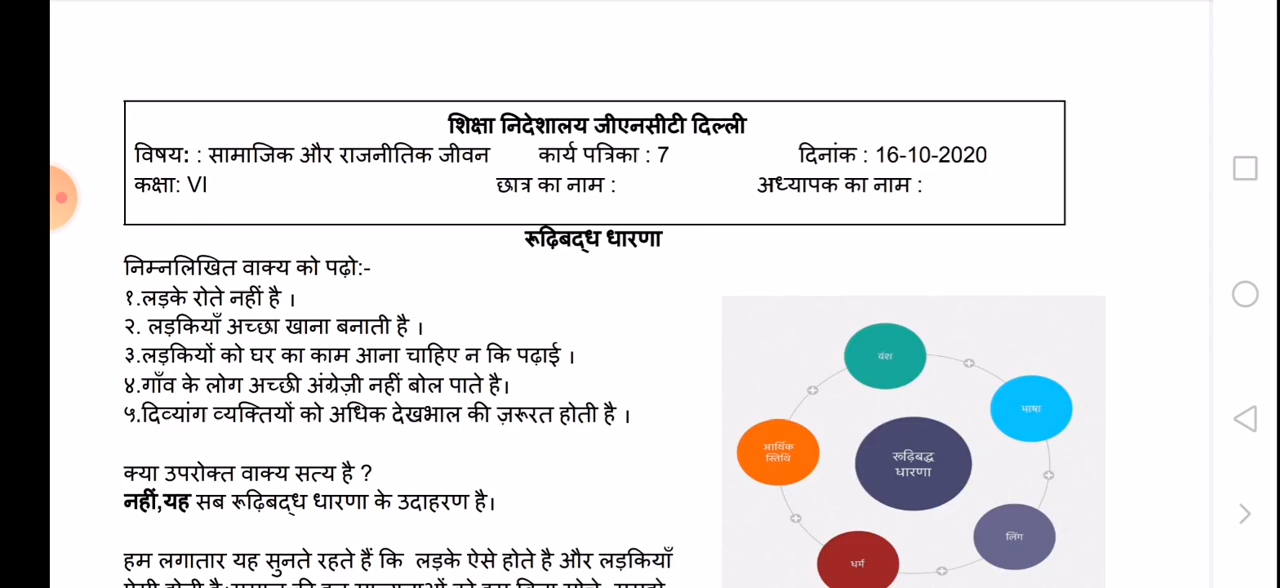 शिक्षा निदेशालय जीएनसीटी दिल्ली
विषय: : सामाजिक और राजनीतिक जीवन कार्य पत्रिका : 7 दिनांक : 16-10-2020
कक्षा: VI छात्र का नाम : अध्यापक का नाम :
रूढ़िबद्ध धारणा
निम्नलिखित वाक्य को पढ़ो:-
१.लड़के रोते नहीं है ।
२. लड़कियाँ अच्छा खाना बनाती है ।
३.लड़कियों को घर का काम आना चाहिए न कि पढ़ाई ।
४.गाँव के लोग अच्छी अंग्रेज़ी नहीं बोल पाते है।
५.दिव्यांग व्यक्तियों को अधिक देखभाल की ज़रूरत होती है ।
क्या उपरोक्त वाक्य सत्य है ?
नहीं,यह सब रूढ़िबद्ध धारणा के उदाहरण है।
हम लगातार यह सुनते रहते हैं कि लड़के ऐसे होते है और लड़कियाँ
वंश
भाषा
आर्थिक
स्तिथि
रूढ़िबद्ध
धारणा
लिंग
धर्म